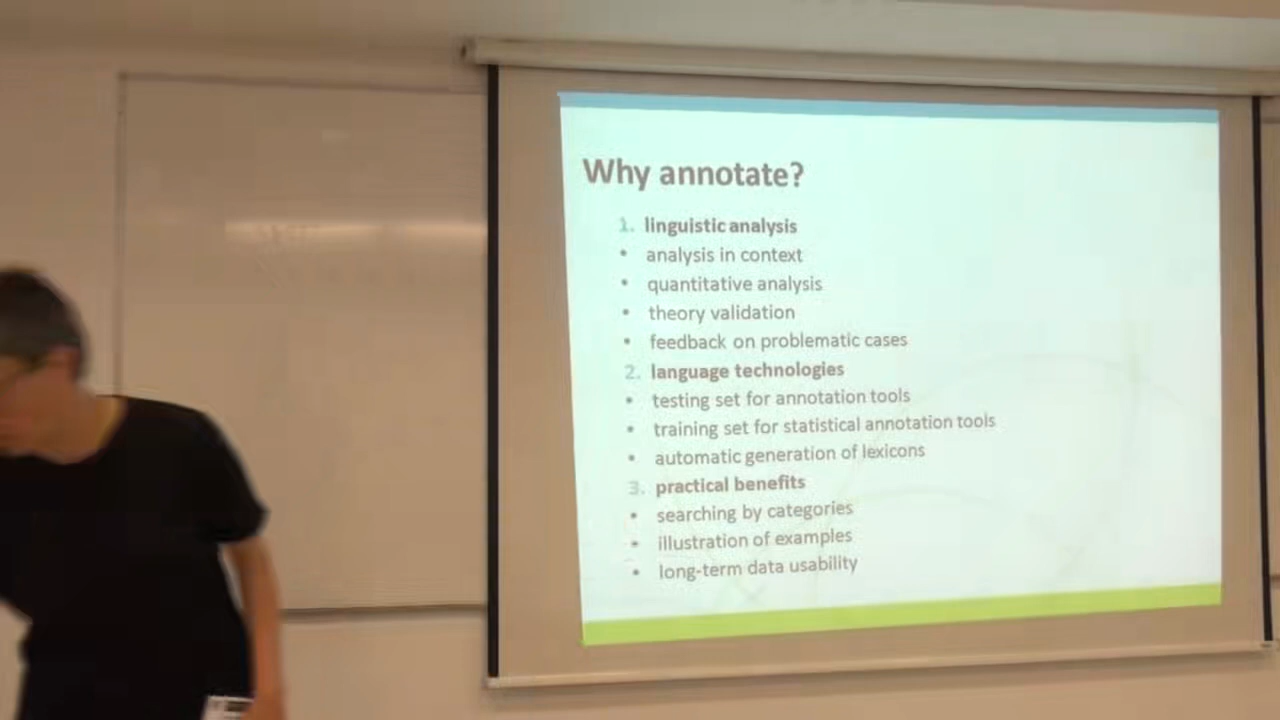 Why annotate?
1. linguistic analysis
• analysis in context
• quantitative analysis
• theory validation
• feedback on problematic cases
2. language technologies
• testing set for annotation tools
• training set for statistical annotation tools
• automatic generation of lexicons
3. practical benefits
• searching by categories
• illustration of examples
• long-term data usability